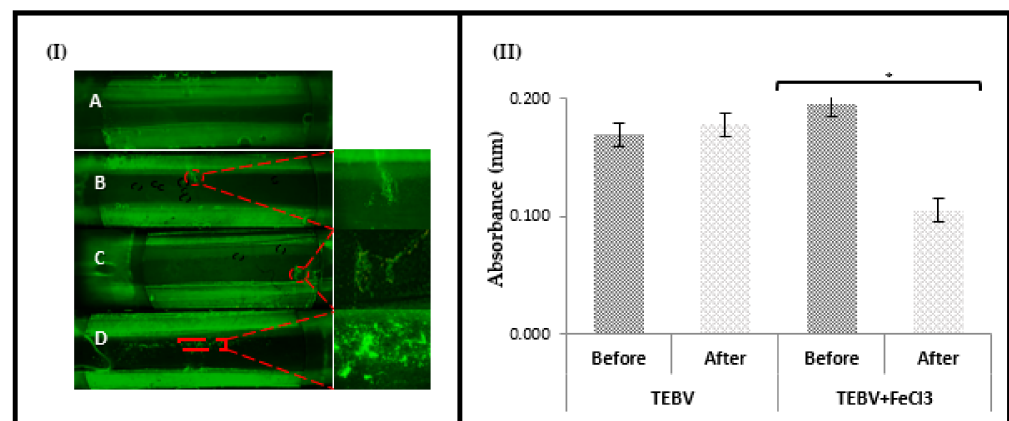 (I)
A
B
C
D
(II)
*
Absorbance (nm)
0.200
0.100
0.000
Before After Before After
TEBV TEBV+FeCl3